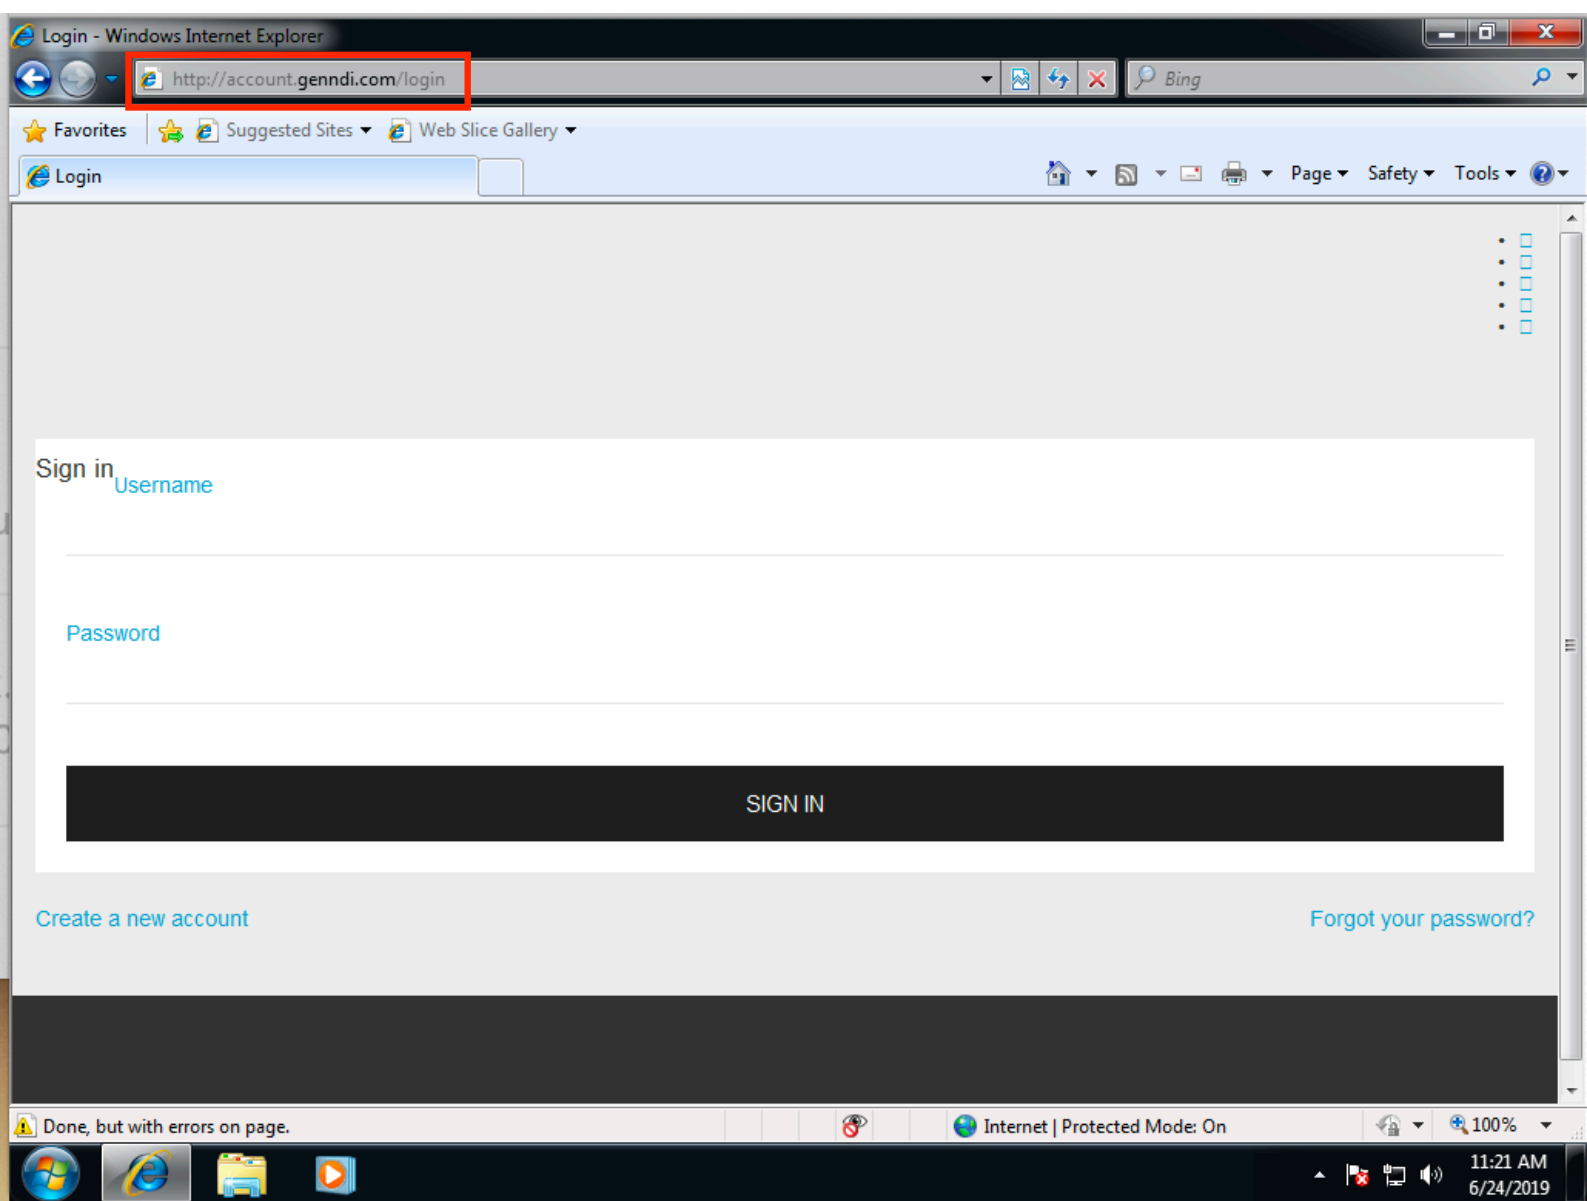 Login - Windows Internet Explorer
http://account.genndi.com/login
Bing
Favorites
Suggested Sites
Web Slice Gallery
Login
Page
Safety
Tools
Sign in
Username
Password
SIGN IN
Create a new account
Forgot your password?
Done, but with errors on page.
Internet | Protected Mode: On
100%
11:21 AM
6/24/2019